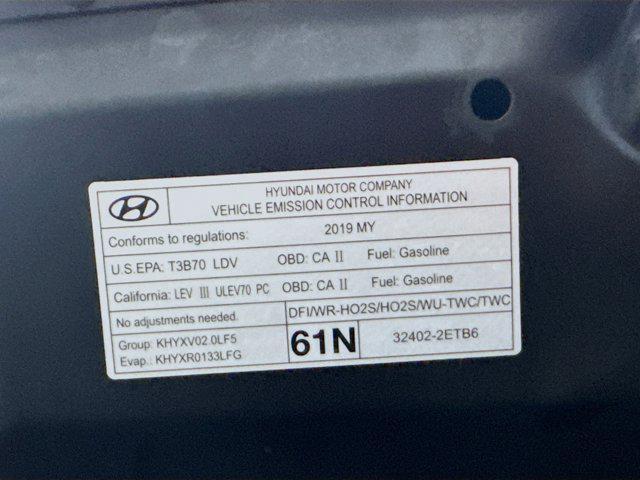 HYUNDAI MOTOR COMPANY
VEHICLE EMISSION CONTROL INFORMATION
Conforms to regulations: 2019 MY
U.S.EPA: T3B70 LDV OBD: CA II Fuel: Gasoline
California: LEV III ULEV70 PC OBD: CA II Fuel: Gasoline
No adjustments needed. DFI/WR-HO2S/HO2S/WU-TWC/TWC
Group: KHYXV02.0LF5
Evap.: KHYXR0133LFG
61N
32402-2ETB6